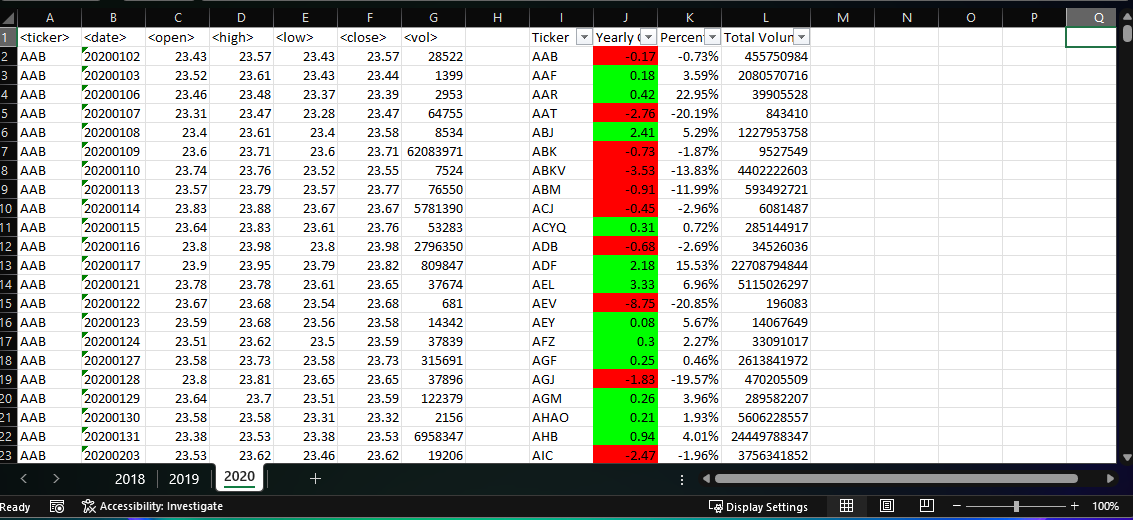 A B C D E F G H I J K L M N O P Q
1 <ticker> <date> <open> <high> <low> <close> <vol> Ticker Yearly Percen Total Volun
2 AAB 20200102 23.43 23.57 23.43 23.57 28522 AAB -0.17 -0.73% 455750984
3 AAB 20200103 23.52 23.61 23.43 23.44 1399 AAF 0.18 3.59% 2080570716
4 AAB 20200106 23.46 23.48 23.37 23.39 2953 AAR 0.42 22.95% 39905528
5 AAB 20200107 23.31 23.47 23.28 23.47 64755 AAT -2.76 -20.19% 843410
6 AAB 20200108 23.4 23.61 23.4 23.58 8534 ABJ 2.41 5.29% 1227953758
7 AAB 20200109 23.6 23.71 23.6 23.71 62083971 ABK -0.73 -1.87% 9527549
8 AAB 20200110 23.74 23.76 23.52 23.55 7524 ABKV -3.53 -13.83% 4402222603
9 AAB 20200113 23.57 23.79 23.57 23.77 76550 ABM -0.91 -11.99% 593492721
10 AAB 20200114 23.83 23.88 23.67 23.67 5781390 ACJ -0.45 -2.96% 6081487
11 AAB 20200115 23.64 23.83 23.61 23.76 53283 ACYQ 0.31 0.72% 285144917
12 AAB 20200116 23.8 23.98 23.8 23.98 2796350 ADB -0.68 -2.69% 34526036
13 AAB 20200117 23.9 23.95 23.79 23.82 809847 ADF 2.18 15.53% 22708794844
14 AAB 20200121 23.78 23.78 23.61 23.65 37674 AEL 3.33 6.96% 5115026297
15 AAB 20200122 23.67 23.68 23.54 23.68 681 AEV -8.75 -20.85% 196083
16 AAB 20200123 23.59 23.68 23.56 23.58 14342 AEY 0.08 5.67% 14067649
17 AAB 20200124 23.51 23.62 23.5 23.59 37839 AFZ 0.3 2.27% 33091017
18 AAB 20200127 23.58 23.73 23.58 23.73 315691 AGF 0.25 0.46% 2613841972
19 AAB 20200128 23.8 23.81 23.65 23.65 37896 AGJ -1.83 -19.57% 470205509
20 AAB 20200129 23.64 23.7 23.51 23.59 122379 AGM 0.26 3.96% 289582207
21 AAB 20200130 23.58 23.58 23.31 23.32 2156 AHAO 0.21 1.93% 5606228557
22 AAB 20200131 23.38 23.53 23.38 23.53 6958347 AHB 0.94 4.01% 24449788347
23 AAB 20200203 23.53 23.62 23.46 23.62 19206 AIC -2.47 -1.96% 3756341852
2018 2019 2020 +
Ready Accessibility: Investigate Display Settings - + 100%